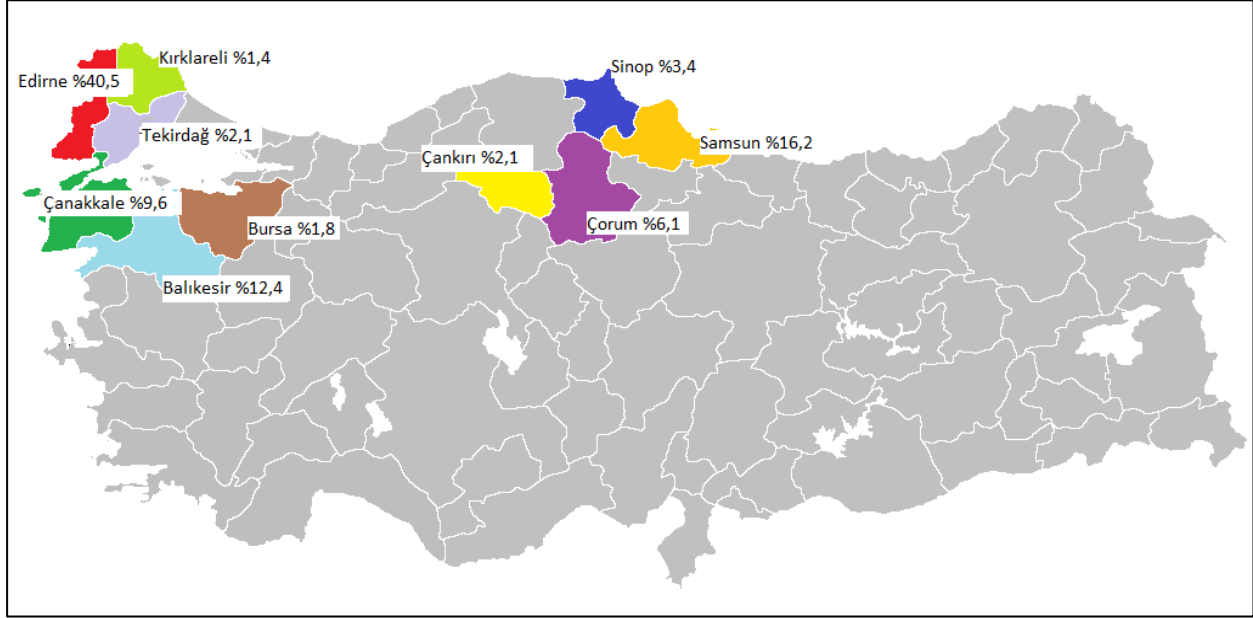 Kırklareli %1,4
Edirne %40,5
Sinop %3,4
Tekirdağ %2,1
Samsun %16,2
Çankırı %2,1
Çanakkale %9,6
Bursa %1,8
Çorum %6,1
Balıkesir %12,4